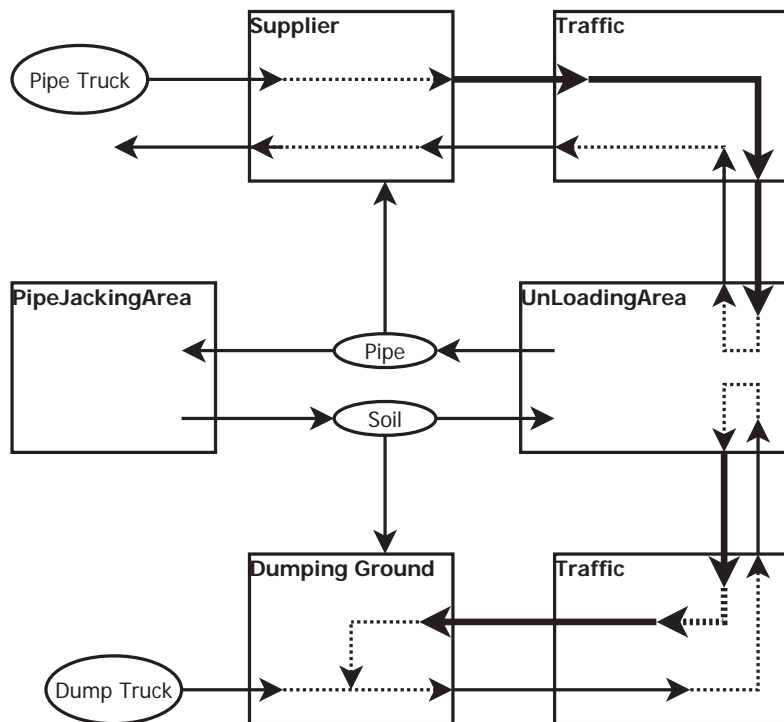 Supplier
Traffic
Pipe Truck
PipeJackingArea
UnLoadingArea
Pipe
Soil
Dumping Ground
Traffic
Dump Truck